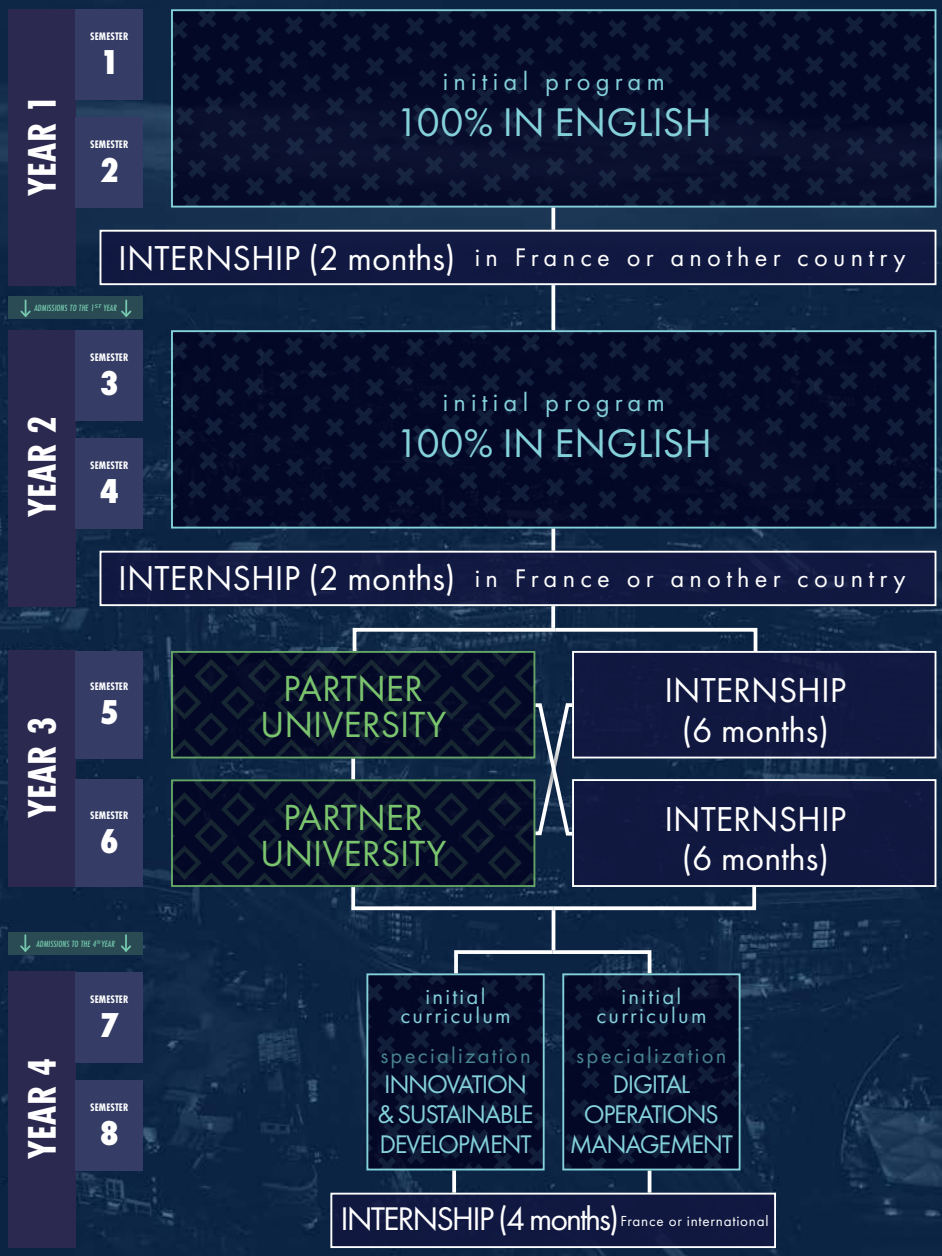 YEAR 1
SEMESTER
1
SEMESTER
2
initial program
100% IN ENGLISH
INTERNSHIP (2 months) in France or another country
ADMISSIONS TO THE 1ST YEAR
YEAR 2
SEMESTER
3
SEMESTER
4
initial program
100% IN ENGLISH
INTERNSHIP (2 months) in France or another country
YEAR 3
SEMESTER
5
PARTNER
UNIVERSITY
INTERNSHIP
(6 months)
SEMESTER
6
PARTNER
UNIVERSITY
INTERNSHIP
(6 months)
ADMISSIONS TO THE 4TH YEAR
YEAR 4
SEMESTER
7
SEMESTER
8
initial
curriculum
specialization
INNOVATION
& SUSTAINABLE
DEVELOPMENT
initial
curriculum
specialization
DIGITAL
OPERATIONS
MANAGEMENT
INTERNSHIP (4 months) France or international